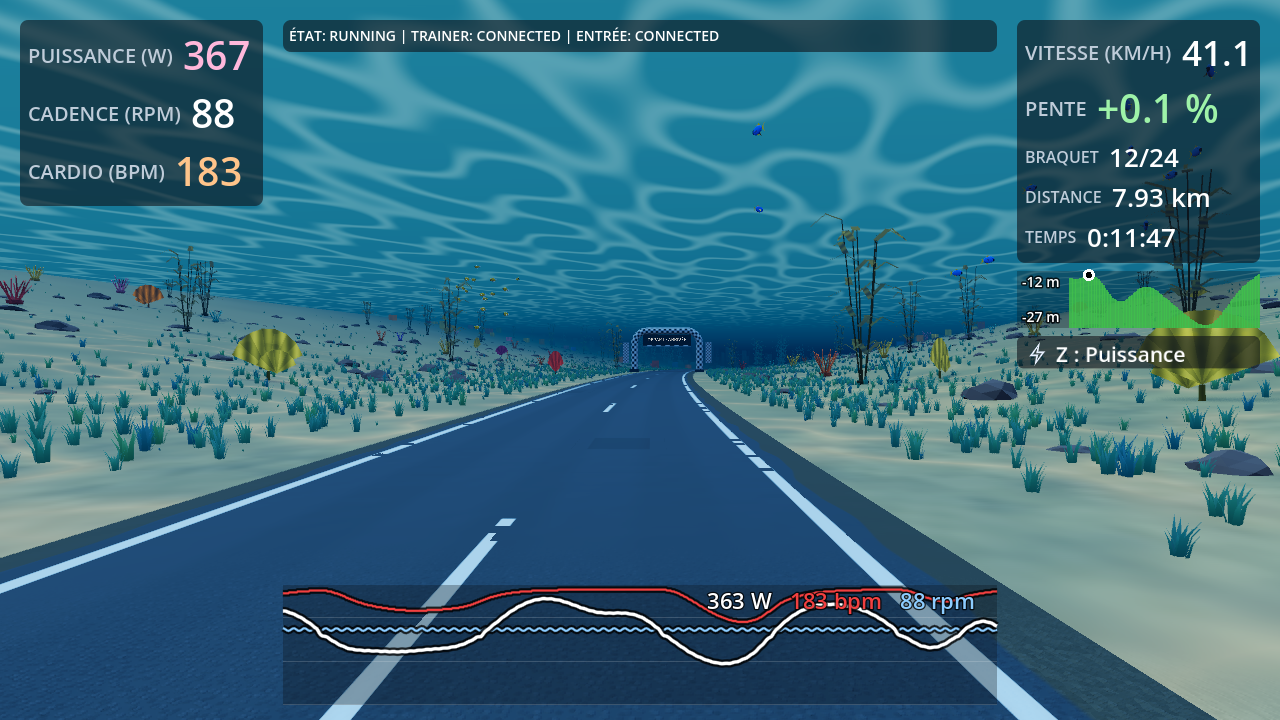 PUISSANCE (W) 367
CADENCE (RPM) 88
CARDIO (BPM) 183
ÉTAT: RUNNING | TRAINER: CONNECTED | ENTRÉE: CONNECTED
VITESSE (KM/H) 41.1
PENTE +0.1 %
BRAQUET 12/24
DISTANCE 7.93 km
TEMPS 0:11:47
-12 m
-27 m
Z : Puissance
363 W 183 bpm 88 rpm